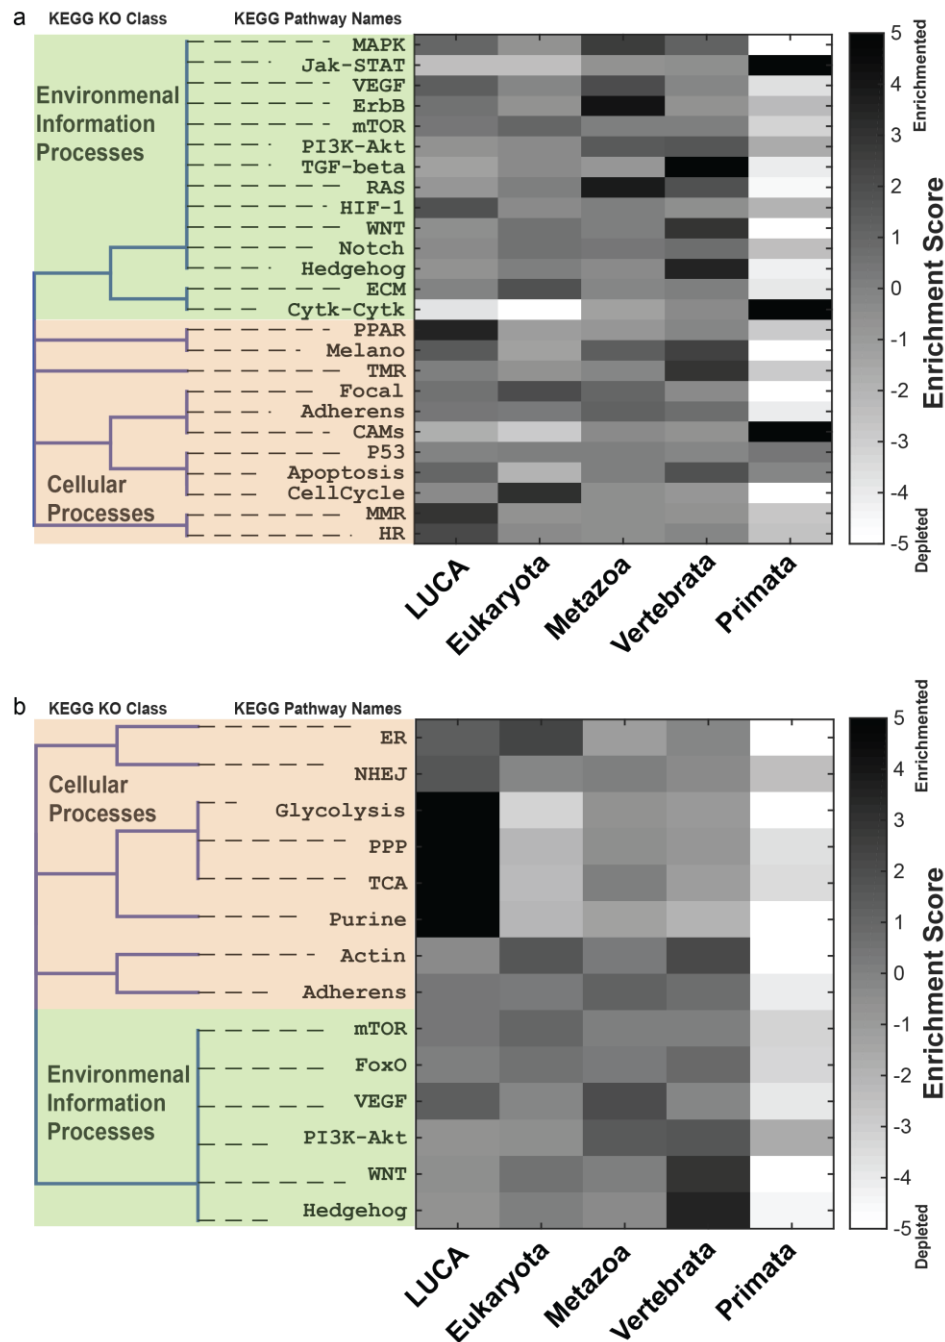 a
KEGG KO Class
KEGG Pathway Names
Environmenal
Information
Processes
MAPK
Jak-STAT
VEGF
ErbB
mTOR
PI3K-Akt
TGF-beta
RAS
HIF-1
WNT
Notch
Hedgehog
ECM
Cytk-Cytk
Cellular
Processes
PPAR
Melano
TMR
Focal
Adherens
CAMs
P53
Apoptosis
CellCycle
MMR
HR
LUCA
Eukaryota
Metazoa
Vertebrata
Primata
5
4
3
2
1
0
-1
-2
-3
-4
-5
Enrichmented
Depleted
Enrichment Score
b
KEGG KO Class
KEGG Pathway Names
Cellular
Processes
ER
NHEJ
Glycolysis
PPP
TCA
Purine
Actin
Adherens
Environmenal
Information
Processes
mTOR
FoxO
VEGF
PI3K-Akt
WNT
Hedgehog
LUCA
Eukaryota
Metazoa
Vertebrata
Primata
5
4
3
2
1
0
-1
-2
-3
-4
-5
Enrichmented
Depleted
Enrichment Score